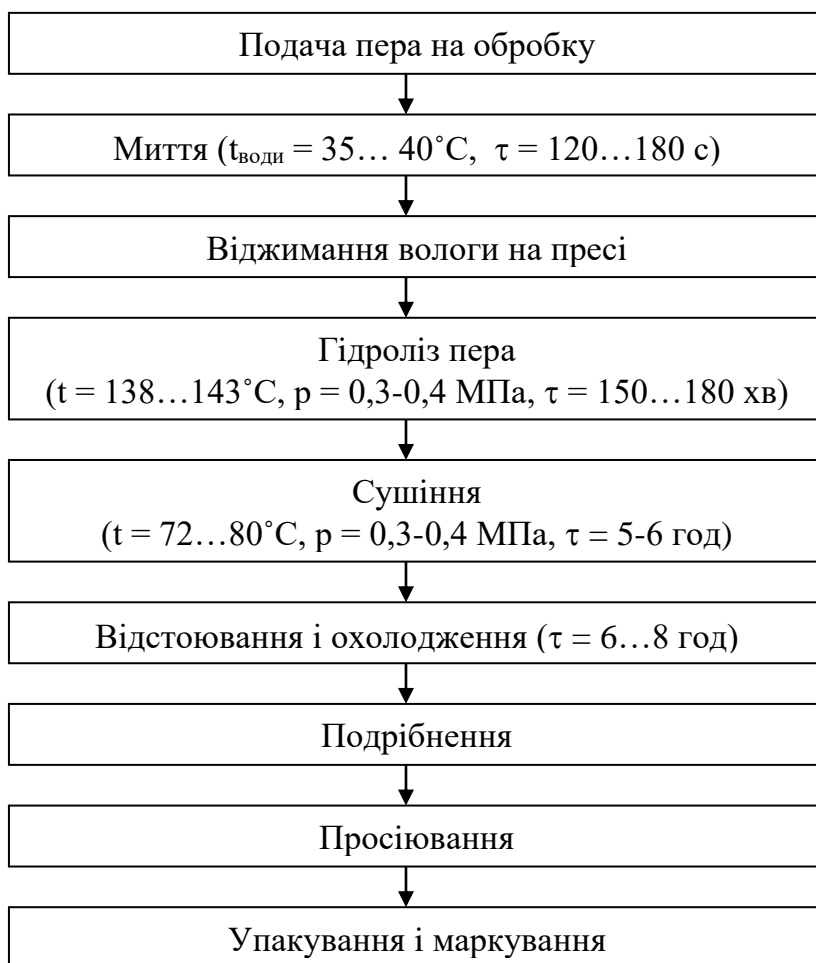 Подача пера на обробку
Миття (tводи = 35… 40˚С, τ = 120…180 с)
Віджимання вологи на пресі
Гідроліз пера
(t = 138…143˚С, р = 0,3-0,4 МПа, τ = 150…180 хв)
Сушіння
(t = 72…80˚С, р = 0,3-0,4 МПа, τ = 5-6 год)
Відстоювання і охолодження (τ = 6…8 год)
Подрібнення
Просіювання
Упакування і маркування